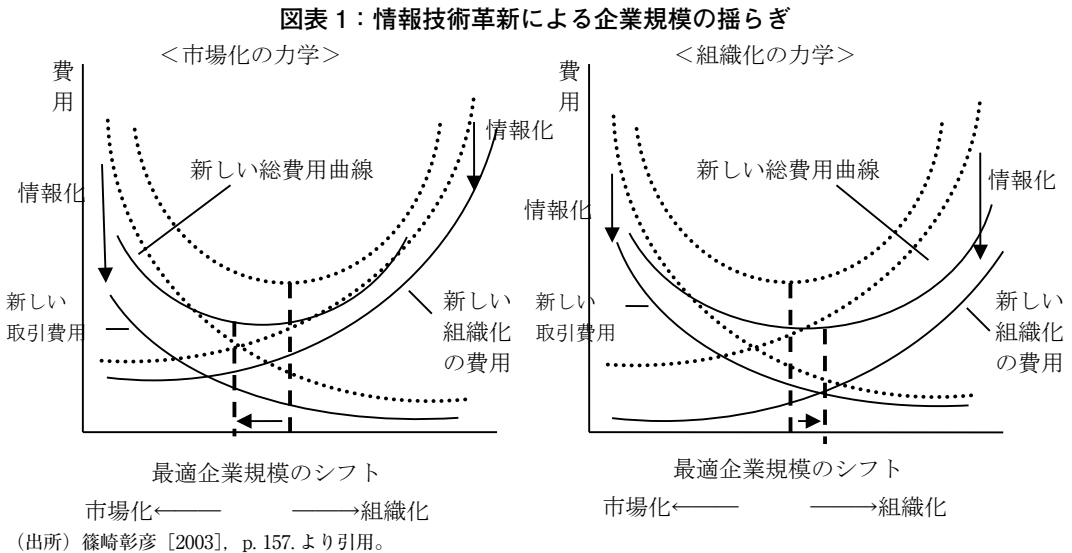 図表 1：情報技術革新による企業規模の揺らぎ
＜市場化の力学＞
費
用
情報化
新しい総費用曲線
情報化
新しい
取引費用
新しい
組織化
の費用
最適企業規模のシフト
市場化←――
――→組織化
＜組織化の力学＞
費
用
新しい総費用曲線
情報化
情報化
新しい
取引費用
新しい
組織化
の費用
最適企業規模のシフト
市場化←――
――→組織化
（出所）篠崎彰彦［2003］, p. 157. より引用。